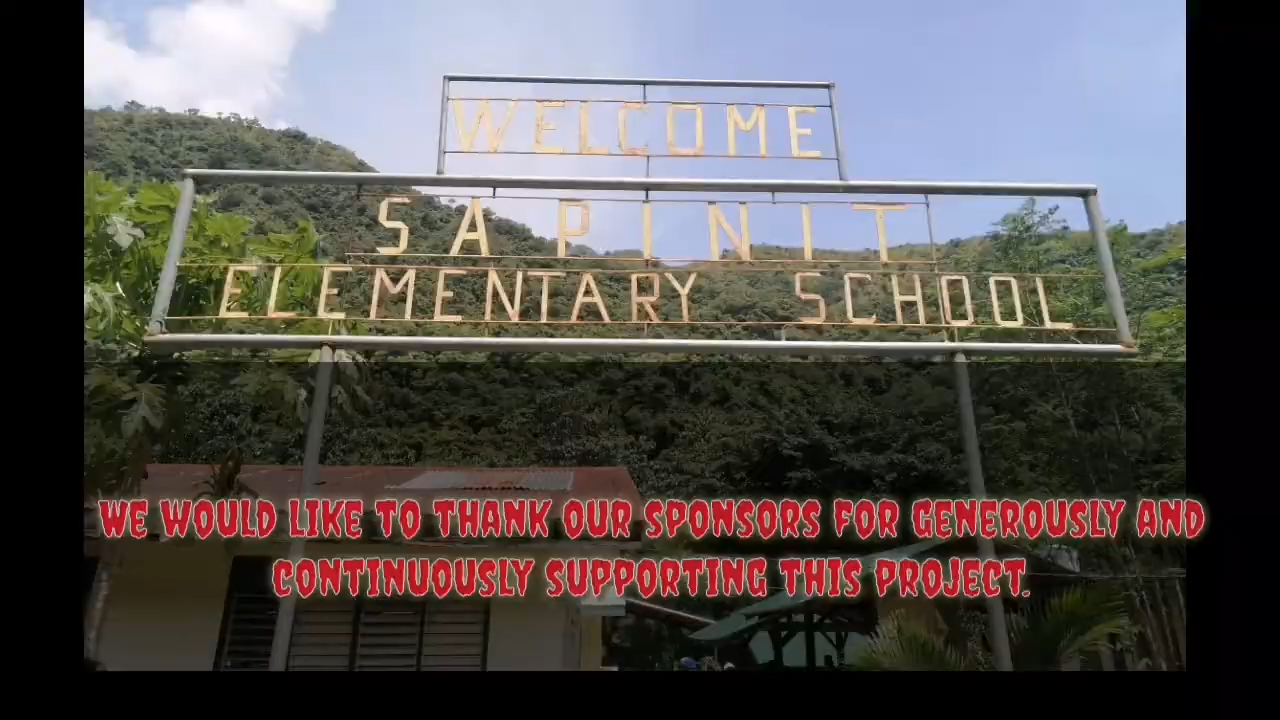 WELCOME
SAPINIT
ELEMENTARY SCHOOL
WE WOULD LIKE TO THANK OUR SPONSORS FOR GENEROUSLY AND
CONTINUOUSLY SUPPORTING THIS PROJECT.